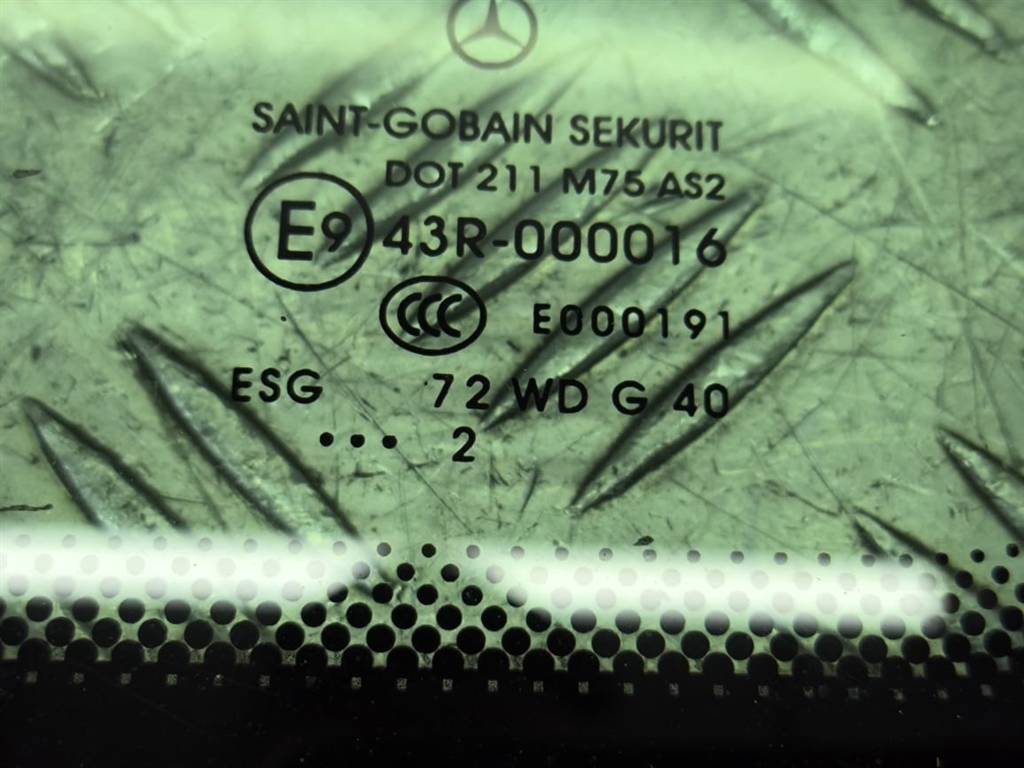 SAINT-GOBAIN SEKURIT
DOT 211 M75 AS2
E9 43R-000016
CCC E000191
ESG 72 WD G 40
... 2